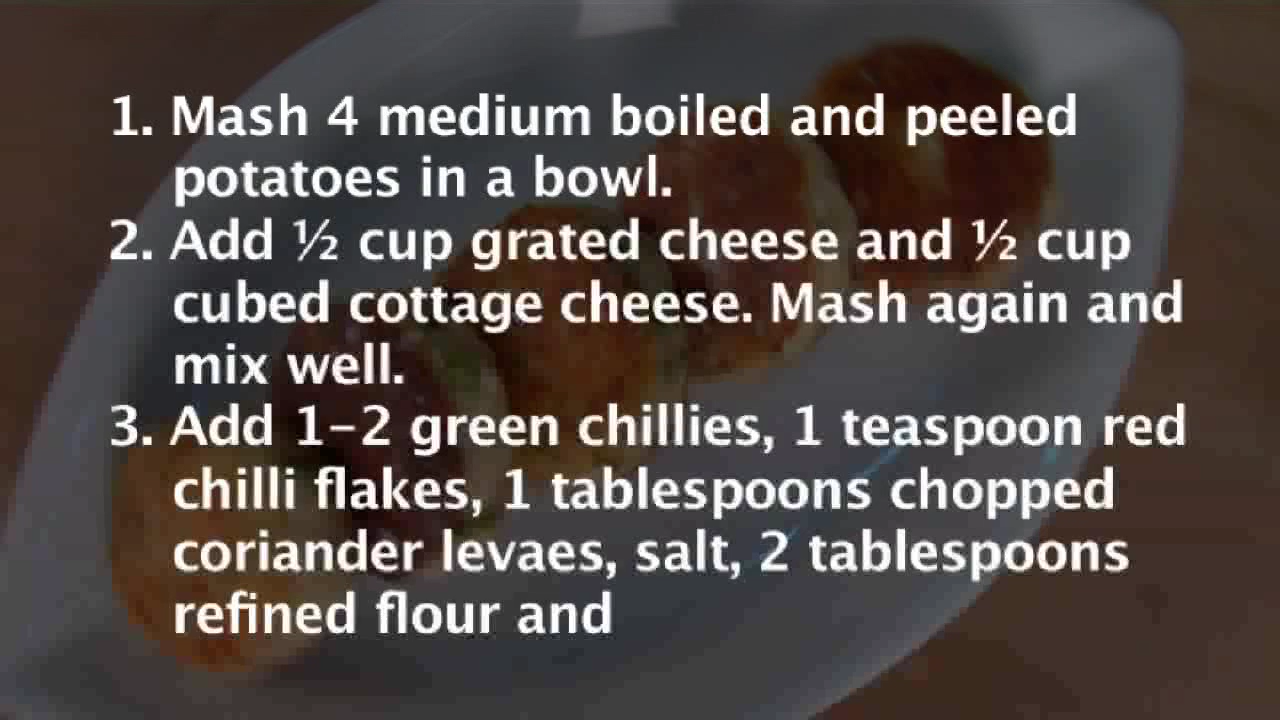 1. Mash 4 medium boiled and peeled
potatoes in a bowl.
2. Add ½ cup grated cheese and ½ cup
cubed cottage cheese. Mash again and
mix well.
3. Add 1-2 green chillies, 1 teaspoon red
chilli flakes, 1 tablespoons chopped
coriander levaes, salt, 2 tablespoons
refined flour and